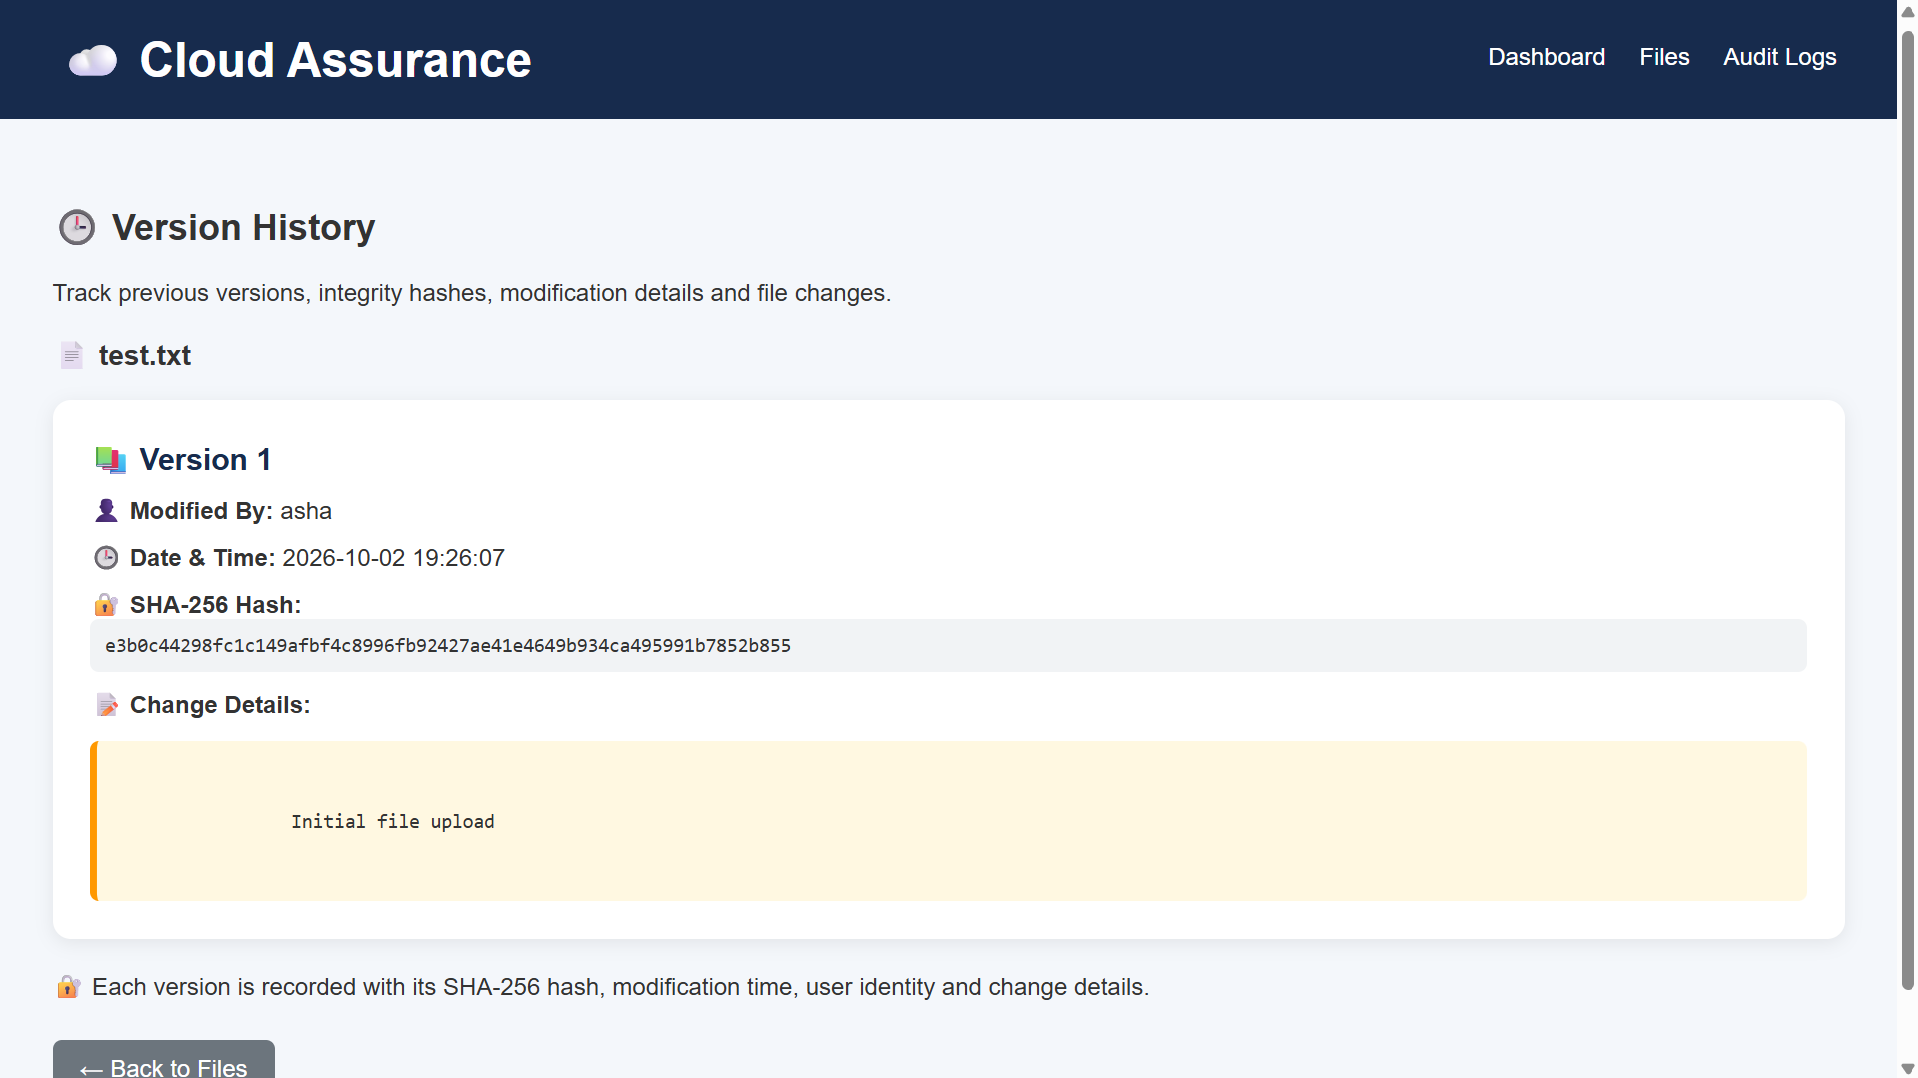 Cloud Assurance
Dashboard Files Audit Logs
Version History
Track previous versions, integrity hashes, modification details and file changes.
test.txt
Version 1
Modified By: asha
Date & Time: 2026-10-02 19:26:07
SHA-256 Hash:
e3b0c44298fc1c149afbf4c8996fb92427ae41e4649b934ca495991b7852b855
Change Details:
Initial file upload
Each version is recorded with its SHA-256 hash, modification time, user identity and change details.
← Back to Files